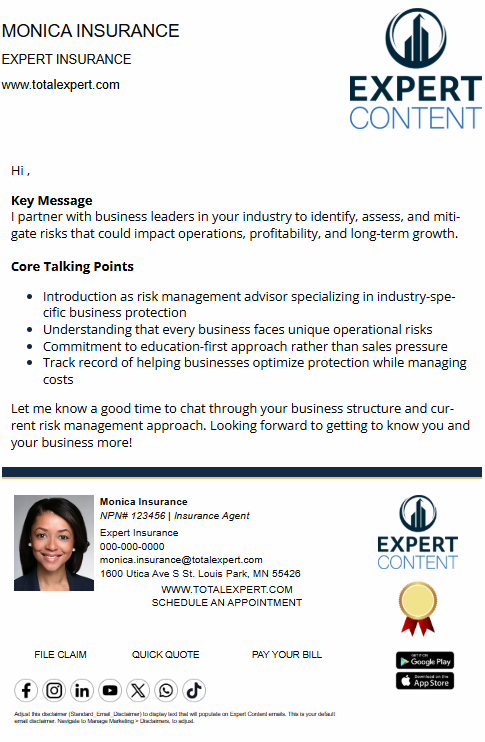 MONICA INSURANCE
EXPERT INSURANCE
www.totalexpert.com
EXPERT
CONTENT
Hi ,
Key Message
I partner with business leaders in your industry to identify, assess, and miti-
gate risks that could impact operations, profitability, and long-term growth.
Core Talking Points
• Introduction as risk management advisor specializing in industry-spe-
cific business protection
• Understanding that every business faces unique operational risks
• Commitment to education-first approach rather than sales pressure
• Track record of helping businesses optimize protection while managing
costs
Let me know a good time to chat through your business structure and cur-
rent risk management approach. Looking forward to getting to know you and
your business more!
Monica Insurance
NPN# 123456 | Insurance Agent
Expert Insurance
000-000-0000
monica.insurance@totalexpert.com
1600 Utica Ave S St. Louis Park, MN 55426
WWW.TOTALEXPERT.COM
SCHEDULE AN APPOINTMENT
EXPERT
CONTENT
FILE CLAIM
QUICK QUOTE
PAY YOUR BILL
GET IT ON
Google Play
Download on the
App Store
Adjust this disclaimer (Standard_Email_Disclaimer) to display text that will populate on Expert Content emails. This is your default
email disclaimer. Navigate to Manage Marketing > Disclaimers, to adjust.